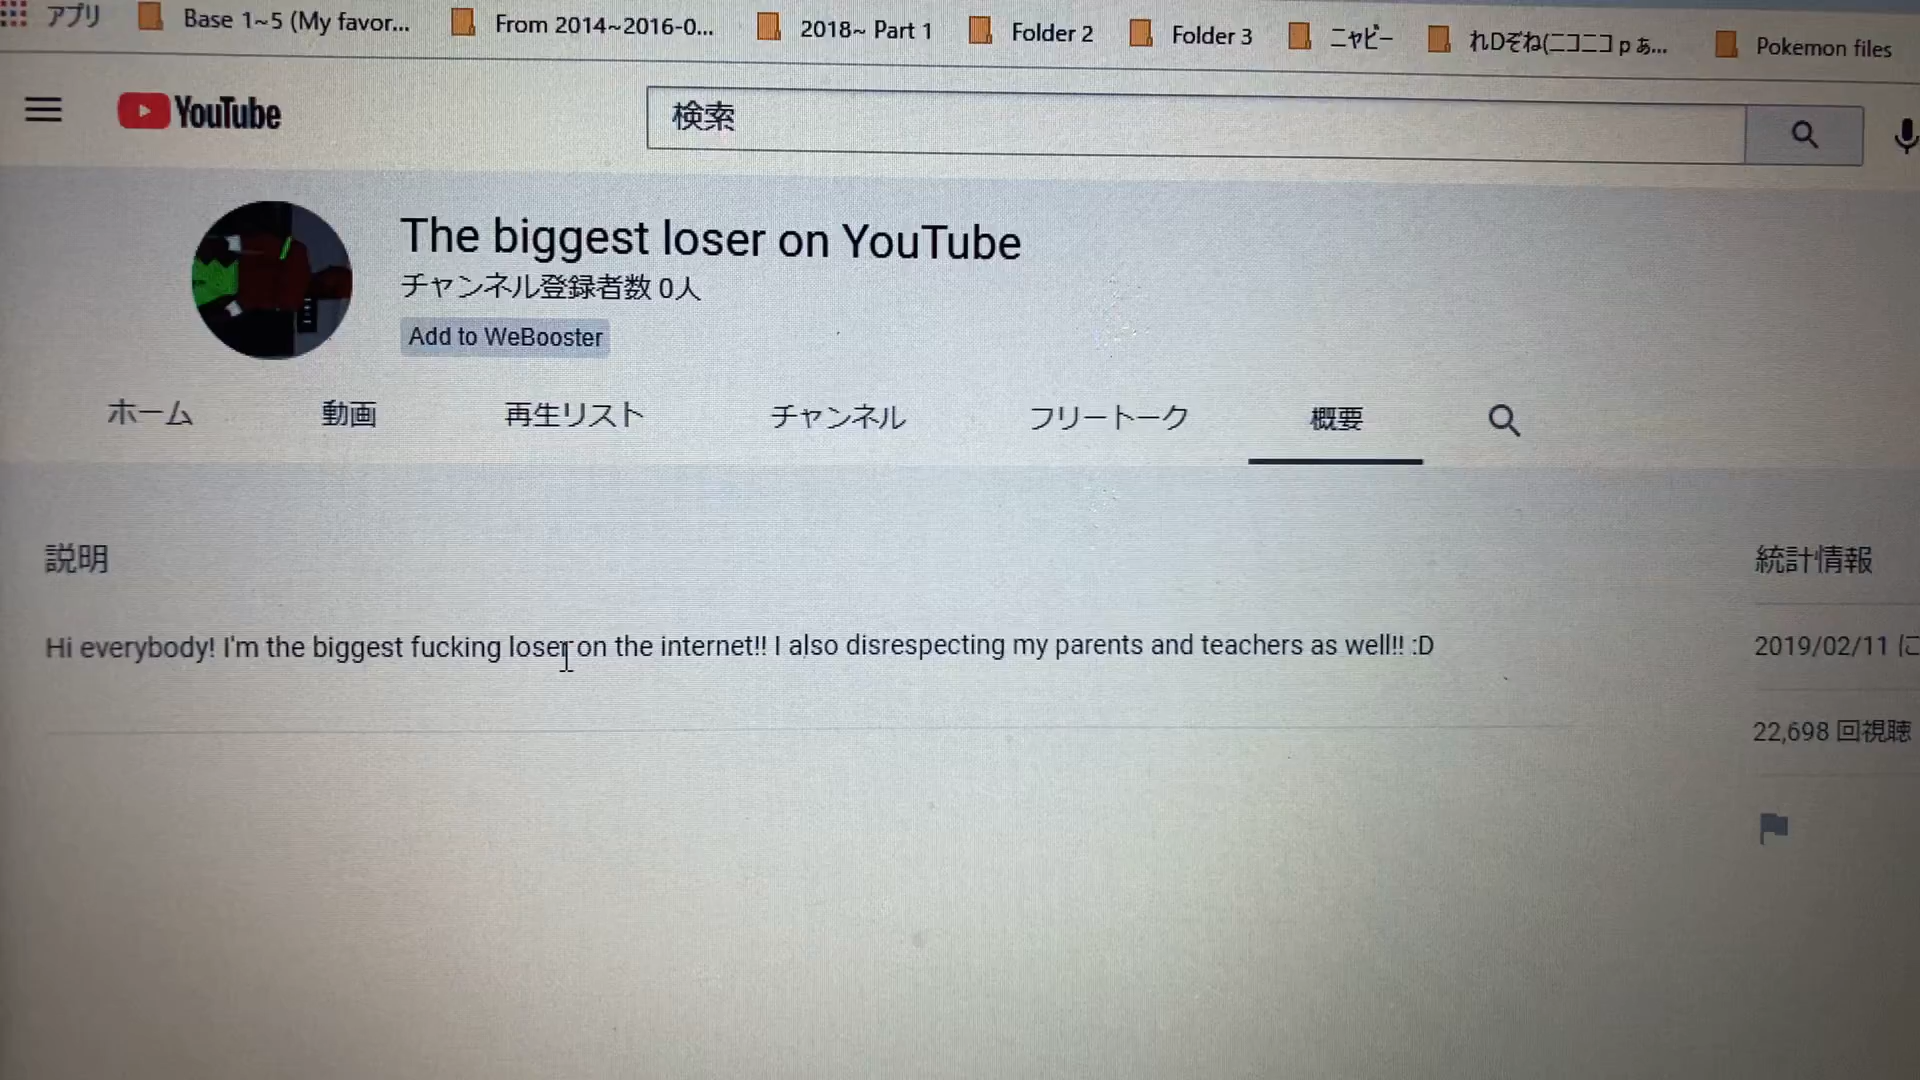 アプリ Base 1~5 (My favor... From 2014~2016-0... 2018~ Part 1 Folder 2 Folder 3 ニャビー れDぞね(ニコニコｐぁ... Pokemon files
YouTube 検索
The biggest loser on YouTube
チャンネル登録者数 0人
Add to WeBooster
ホーム 動画 再生リスト チャンネル フリートーク 概要
説明 統計情報
Hi everybody! I'm the biggest fucking loser on the internet!! I also disrespecting my parents and teachers as well!! :D 2019/02/11 に
22,698 回視聴